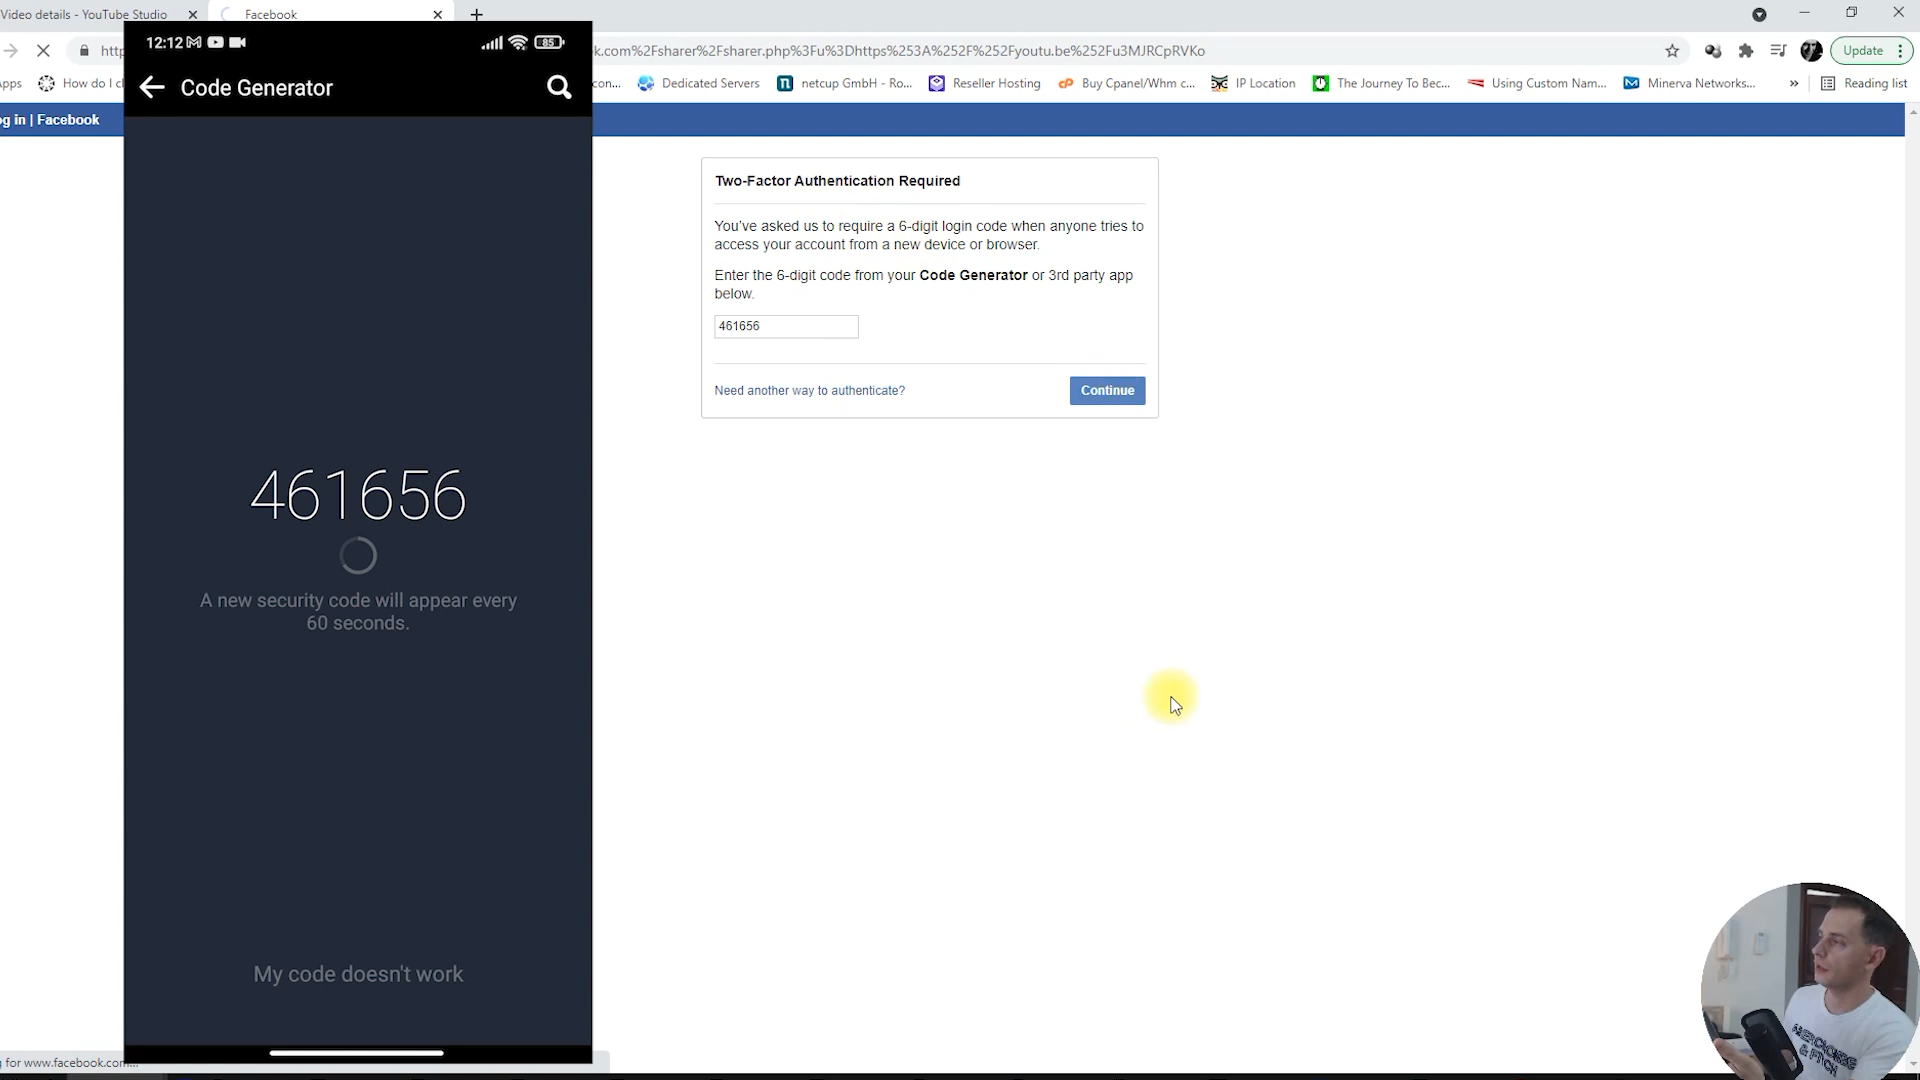 Video details - YouTube Studio
Facebook
k.com%2Fsharer%2Fsharer.php%3Fu%3Dhttps%253A%252F%252Fyoutu.be%252Fu3MJRCpRVKo
Update
How do I cl
con...
Dedicated Servers
netcup GmbH - Ro...
Reseller Hosting
Buy Cpanel/Whm c...
IP Location
The Journey To Bec...
Using Custom Nam...
Minerva Networks...
»
Reading list
og in | Facebook
12:12
85
Code Generator
461656
A new security code will appear every
60 seconds.
My code doesn't work
Two-Factor Authentication Required
You've asked us to require a 6-digit login code when anyone tries to
access your account from a new device or browser.
Enter the 6-digit code from your Code Generator or 3rd party app
below.
461656
Need another way to authenticate?
Continue
g for www.facebook.com...